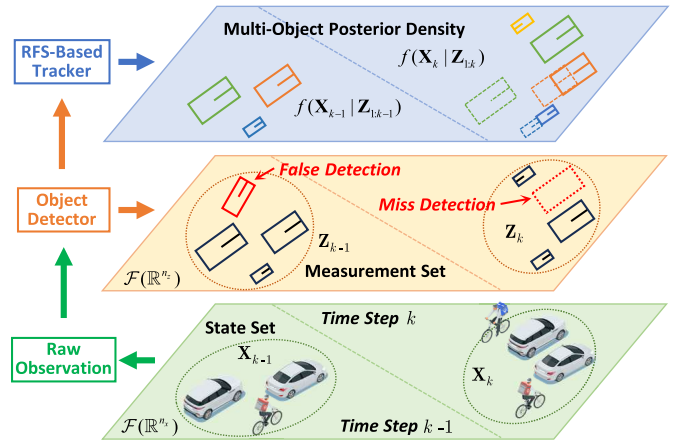 Multi-Object Posterior Density
RFS-Based
Tracker
f(X_k | Z_{1:k})
f(X_{k-1} | Z_{1:k-1})
False Detection
Object
Detector
Miss Detection
Z_{k-1}
Z_k
Measurement Set
F(ℝ^{n_z})
State Set
Time Step k
Raw
Observation
X_{k-1}
X_k
F(ℝ^{n_x})
Time Step k-1